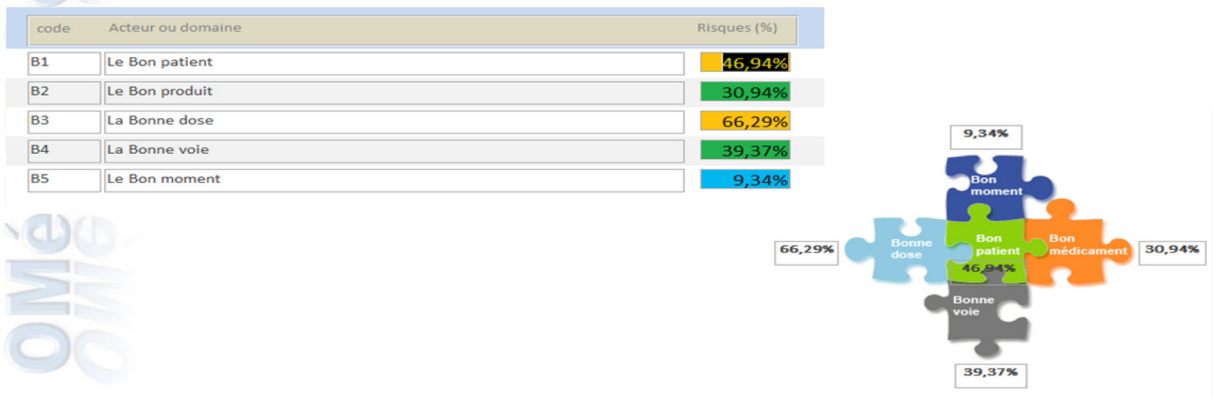 code Acteur ou domaine Risques (%)
B1 Le Bon patient 46,94%
B2 Le Bon produit 30,94%
B3 La Bonne dose 66,29%
B4 La Bonne voie 39,37%
B5 Le Bon moment 9,34%
OMé
9,34%
Bon
moment
66,29%
Bonne
dose
Bon
patient
46,94%
Bon
médicament
30,94%
Bonne
voie
39,37%